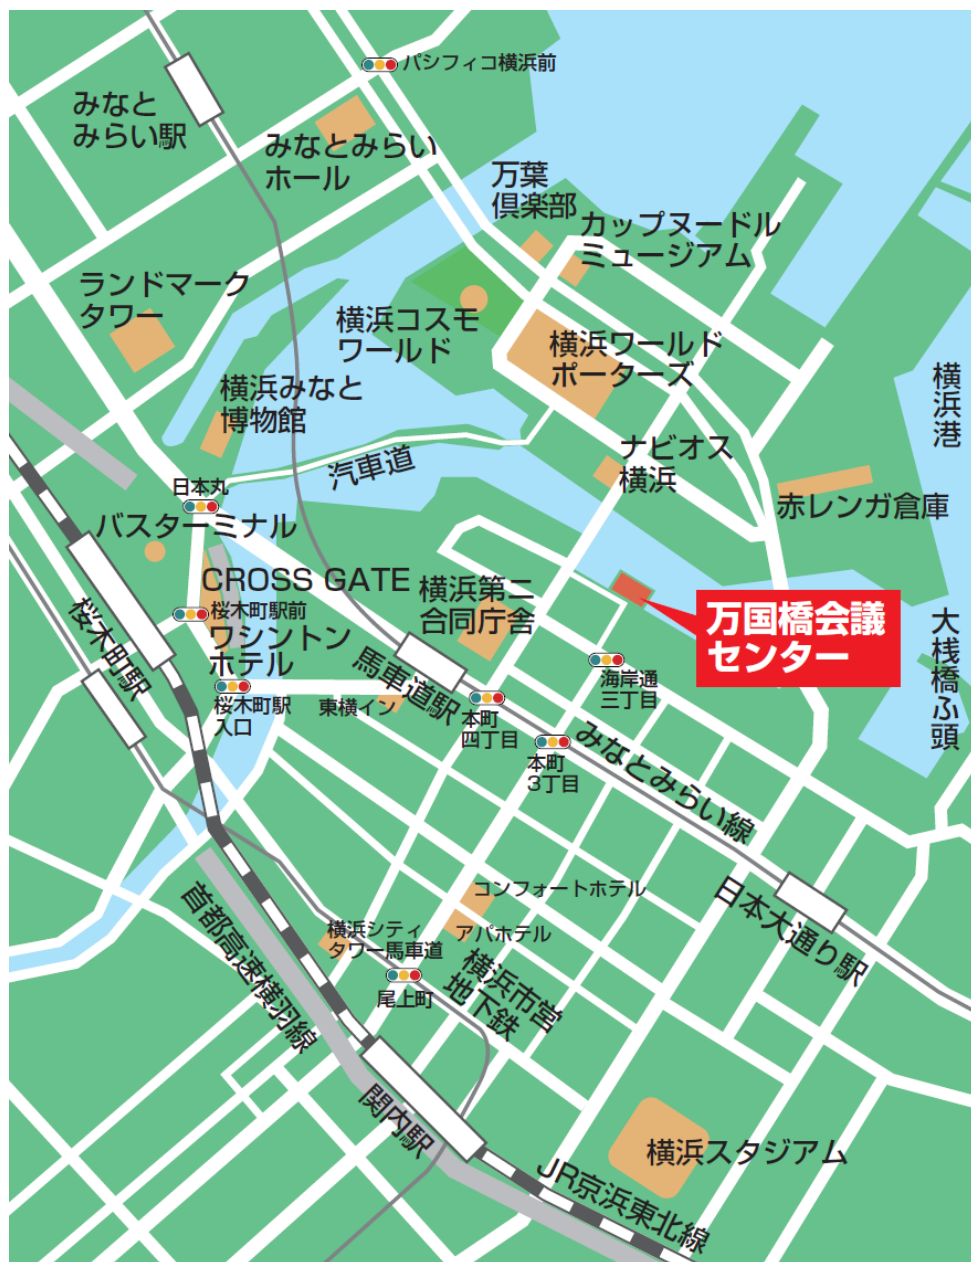 パシフィコ横浜前
みなと
みらい駅
みなとみらい
ホール
万葉
倶楽部
カップヌードル
ミュージアム
ランドマーク
タワー
横浜コスモ
ワールド
横浜ワールド
ポーターズ
横浜みなと
博物館
横浜港
汽車道
ナビオス
横浜
日本丸
赤レンガ倉庫
バスターミナル
CROSS GATE
横浜第二
合同庁舎
桜木町駅前
万国橋会議
センター
桜木町駅
ワシントン
ホテル
大桟橋ふ頭
馬車道駅
海岸通
三丁目
桜木町駅
入口
東横イン
本町
四丁目
みなとみらい線
本町
3丁目
コンフォートホテル
日本大通り駅
首都高速横羽線
横浜シティ
タワー馬車道
アパホテル
横浜市営
地下鉄
尾上町
関内駅
横浜スタジアム
JR京浜東北線